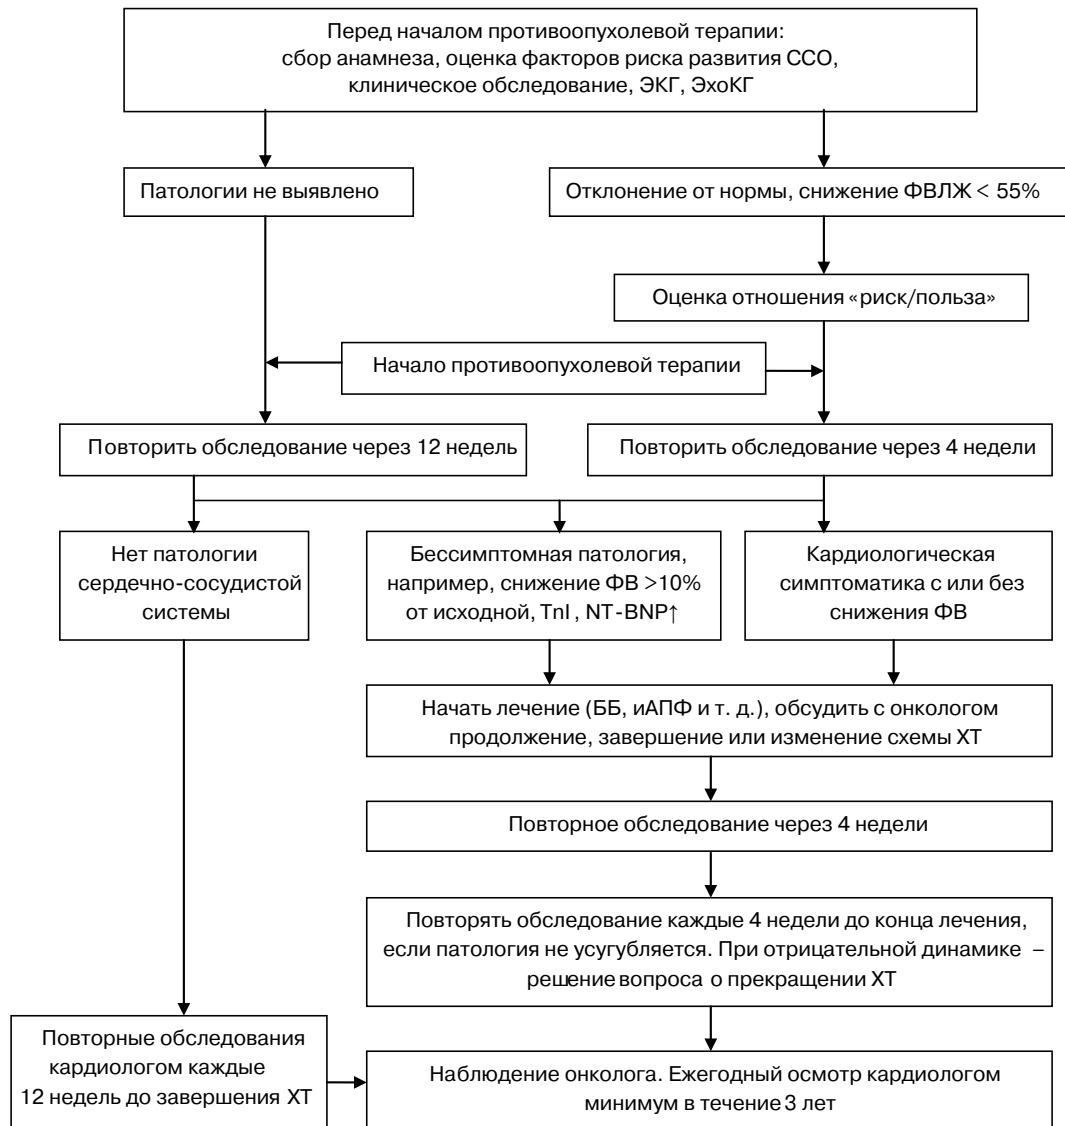 Перед началом противоопухолевой терапии:
сбор анамнеза, оценка факторов риска развития ССО,
клиническое обследование, ЭКГ, ЭхоКГ
Патологии не выявлено
Отклонение от нормы, снижение ФВЛЖ < 55%
Оценка отношения «риск/польза»
Начало противоопухолевой терапии
Повторить обследование через 12 недель
Повторить обследование через 4 недели
Нет патологии
сердечно-сосудистой
системы
Бессимптомная патология,
например, снижение ФВ >10%
от исходной, TnI, NT-BNP↑
Кардиологическая
симптоматика с или без
снижения ФВ
Начать лечение (ББ, иАПФ и т. д.), обсудить с онкологом
продолжение, завершение или изменение схемы ХТ
Повторное обследование через 4 недели
Повторять обследование каждые 4 недели до конца лечения,
если патология не усугубляется. При отрицательной динамике –
решение вопроса о прекращении ХТ
Повторные обследования
кардиологом каждые
12 недель до завершения ХТ
Наблюдение онколога. Ежегодный осмотр кардиологом
минимум в течение 3 лет